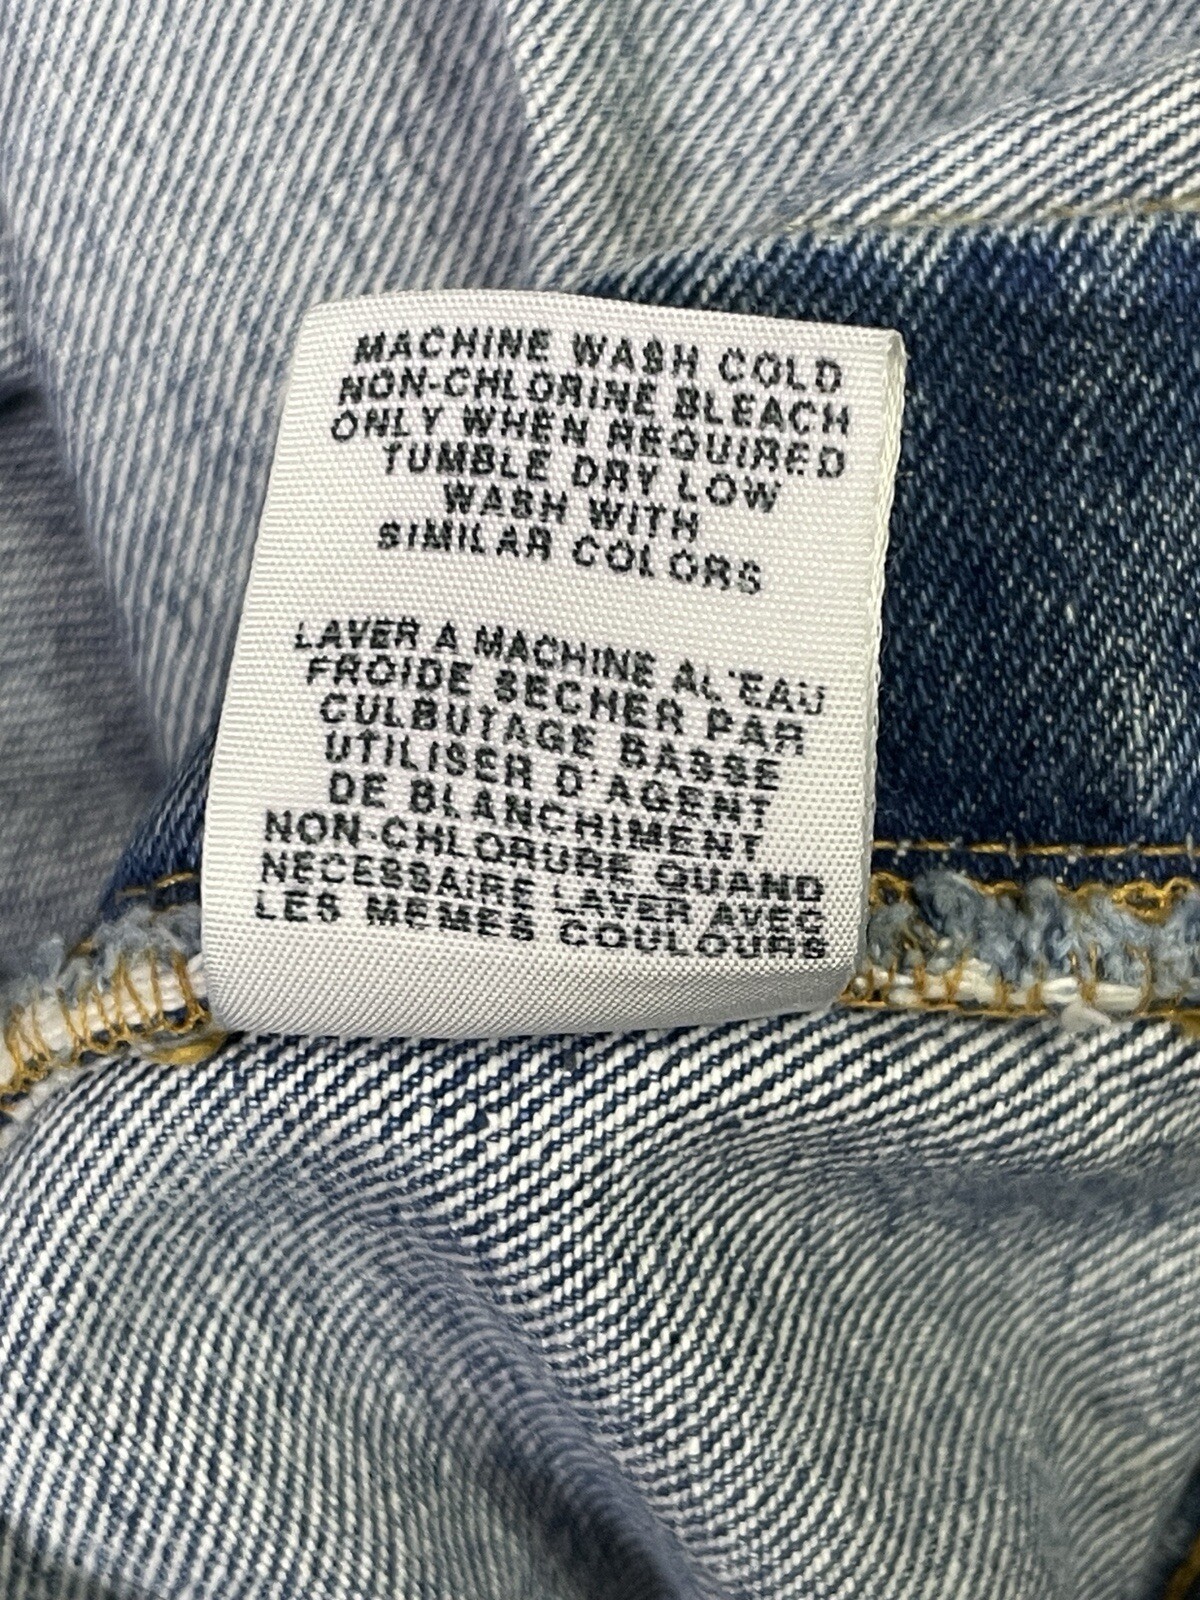 MACHINE WASH COLD
NON-CHLORINE BLEACH
ONLY WHEN REQUIRED
TUMBLE DRY LOW
WASH WITH
SIMILAR COLORS
LAVER A MACHINE AL'EAU
FROIDE SECHER PAR
CULBUTAGE BASSE
UTILISER D'AGENT
DE BLANCHIMENT
NON-CHLORURE QUAND
NECESSAIRE LAVER AVEC
LES MEMES COULOURS